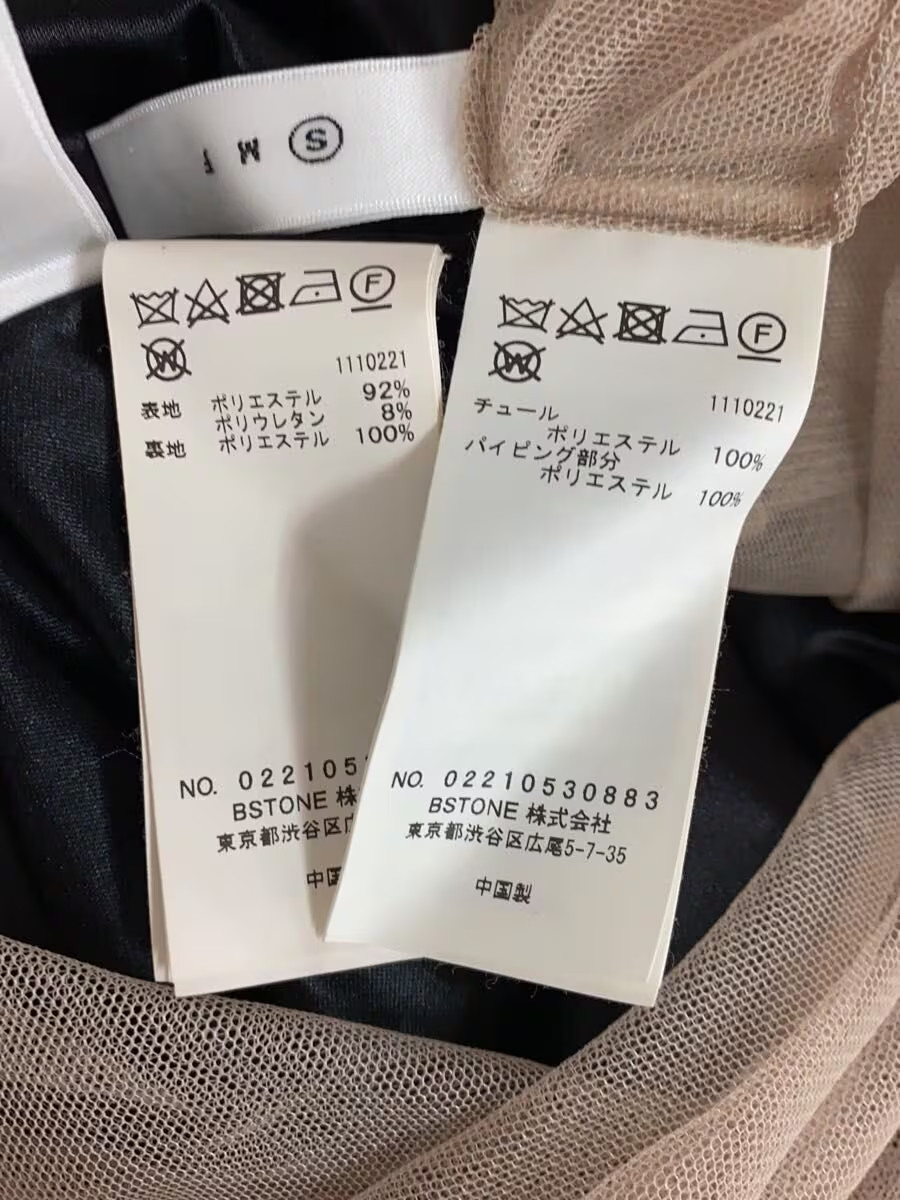 M S
F
W
1110221
表地 ポリエステル 92%
ポリウレタン 8%
裏地 ポリエステル 100%
NO. 022105
BSTONE 株
東京都渋谷区広
中国
F
W
1110221
チュール
ポリエステル 100%
パイピング部分
ポリエステル 100%
NO. 02210530883
BSTONE 株式会社
東京都渋谷区広尾5-7-35
中国製